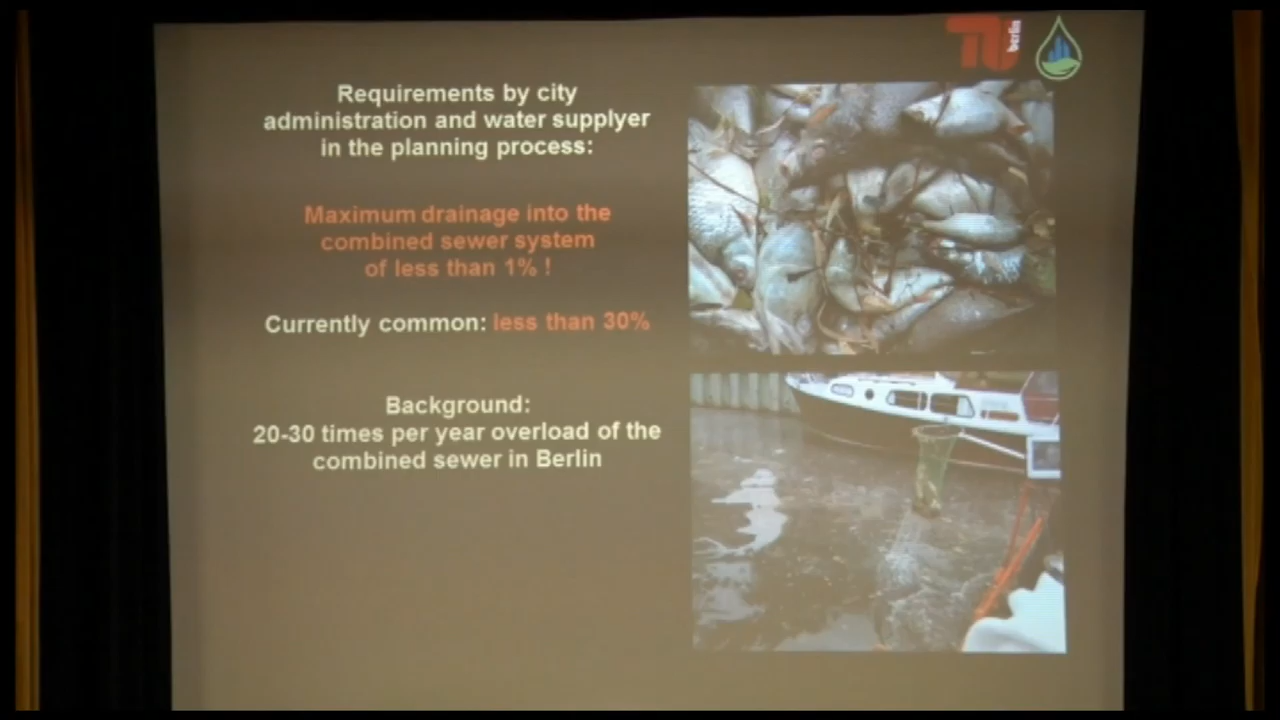 TU
berlin
Requirements by city
administration and water supplyer
in the planning process:
Maximum drainage into the
combined sewer system
of less than 1% !
Currently common: less than 30%
Background:
20-30 times per year overload of the
combined sewer in Berlin